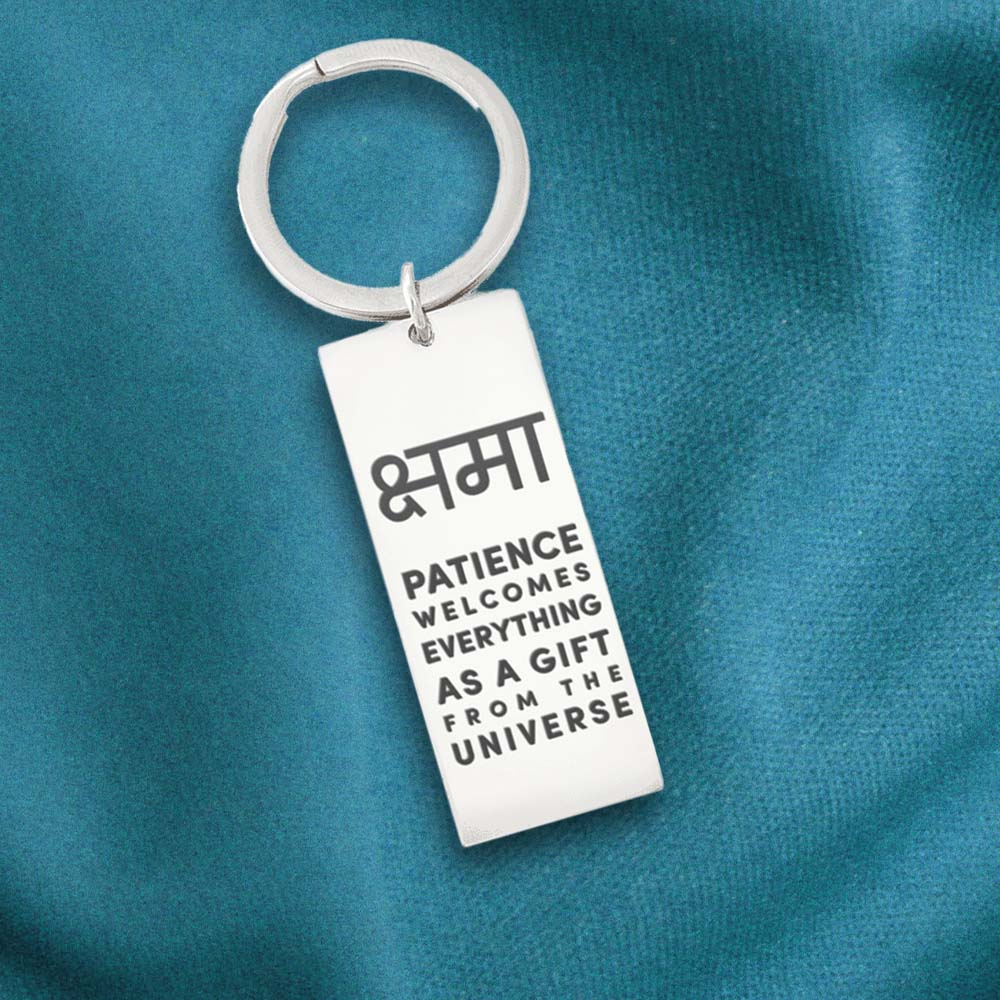 क्षमा
PATIENCE
WELCOMES
EVERYTHING
AS A GIFT
FROM THE
UNIVERSE